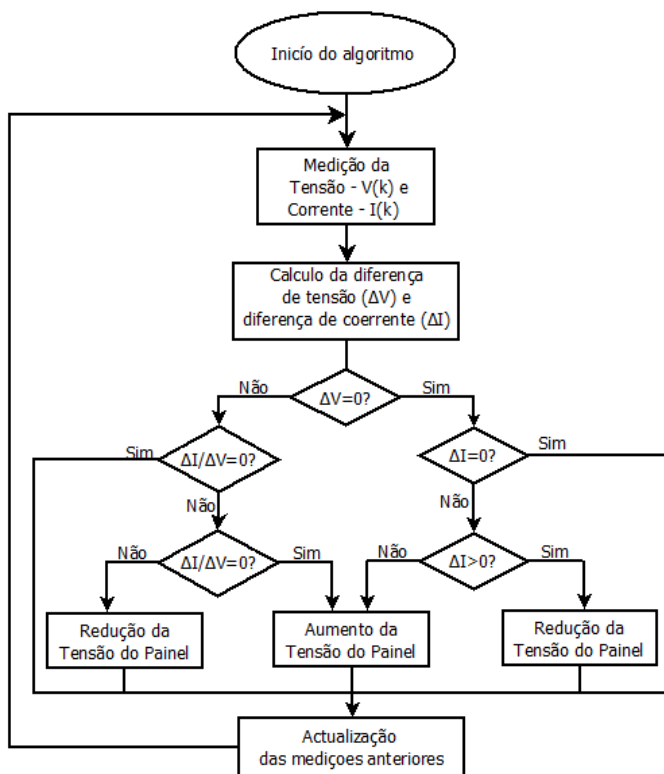 Inicío do algoritmo
Medição da
Tensão - V(k) e
Corrente - I(k)
Calculo da diferença
de tensão (ΔV) e
diferença de coerrente (ΔI)
Não
ΔV=0?
Sim
Sim
ΔI/ΔV=0?
ΔI=0?
Sim
Não
Não
Não
ΔI/ΔV=0?
Sim
Não
ΔI>0?
Sim
Redução da
Tensão do Painel
Aumento da
Tensão do Painel
Redução da
Tensão do Painel
Actualização
das mediçoes anteriores